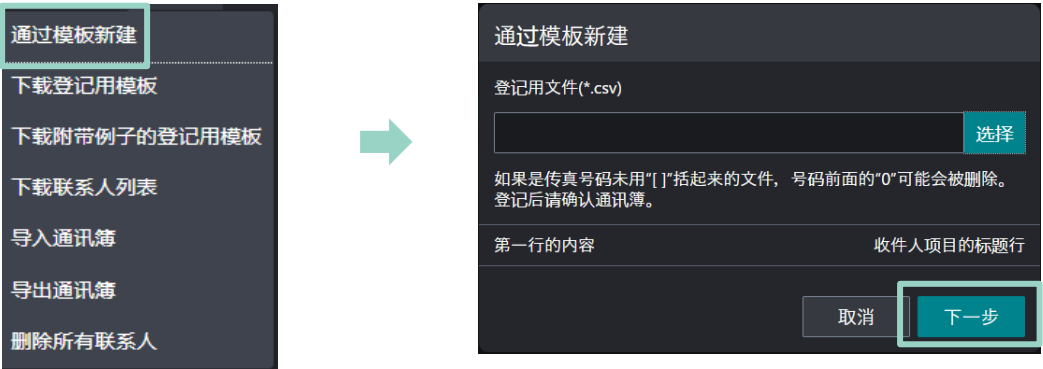 通过模板新建
下载登记用模板
下载附带例子的登记用模板
下载联系人列表
导入通讯簿
导出通讯簿
删除所有联系人
通过模板新建
登记用文件(*.csv)
选择
如果是传真号码未用"[ ]"括起来的文件，号码前面的"0"可能会被删除。
登记后请确认通讯簿。
第一行的内容 收件人项目的标题行
取消 下一步